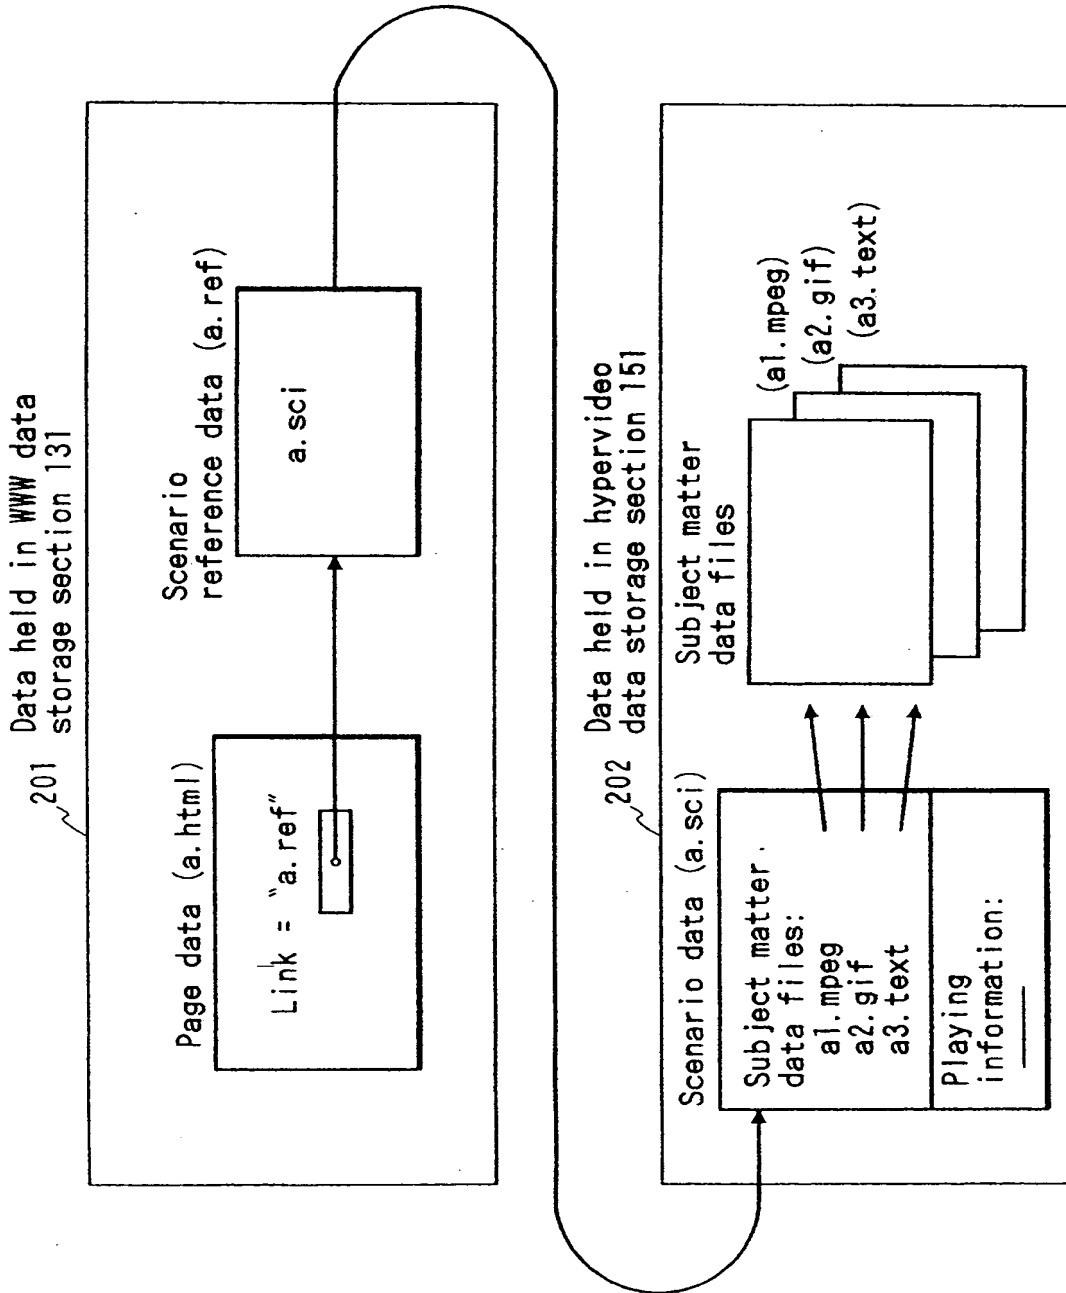 201
Data held in WWW data
storage section 131
Page data (a.html)
Link = "a.ref"
Scenario
reference data (a.ref)
a.sci
202
Data held in hypervideo
data storage section 151
Scenario data (a.sci)
Subject matter
data files:
a1.mpeg
a2.gif
a3.text
Playing
information:
Subject matter
data files
(a1.mpeg)
(a2.gif)
(a3.text)